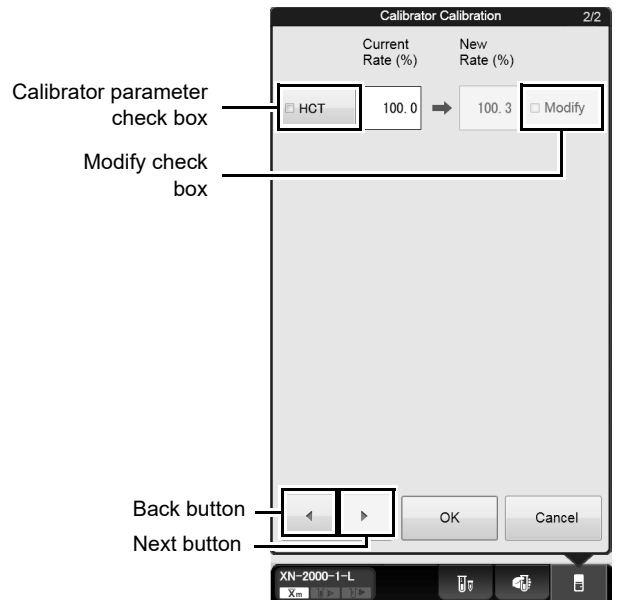 Calibrator Calibration 2/2
Current New
Rate (%) Rate (%)
Calibrator parameter
check box
HCT 100.0 100.3 Modify
Modify check
box
Back button
Next button
OK Cancel
XN-2000-1-L
Xm